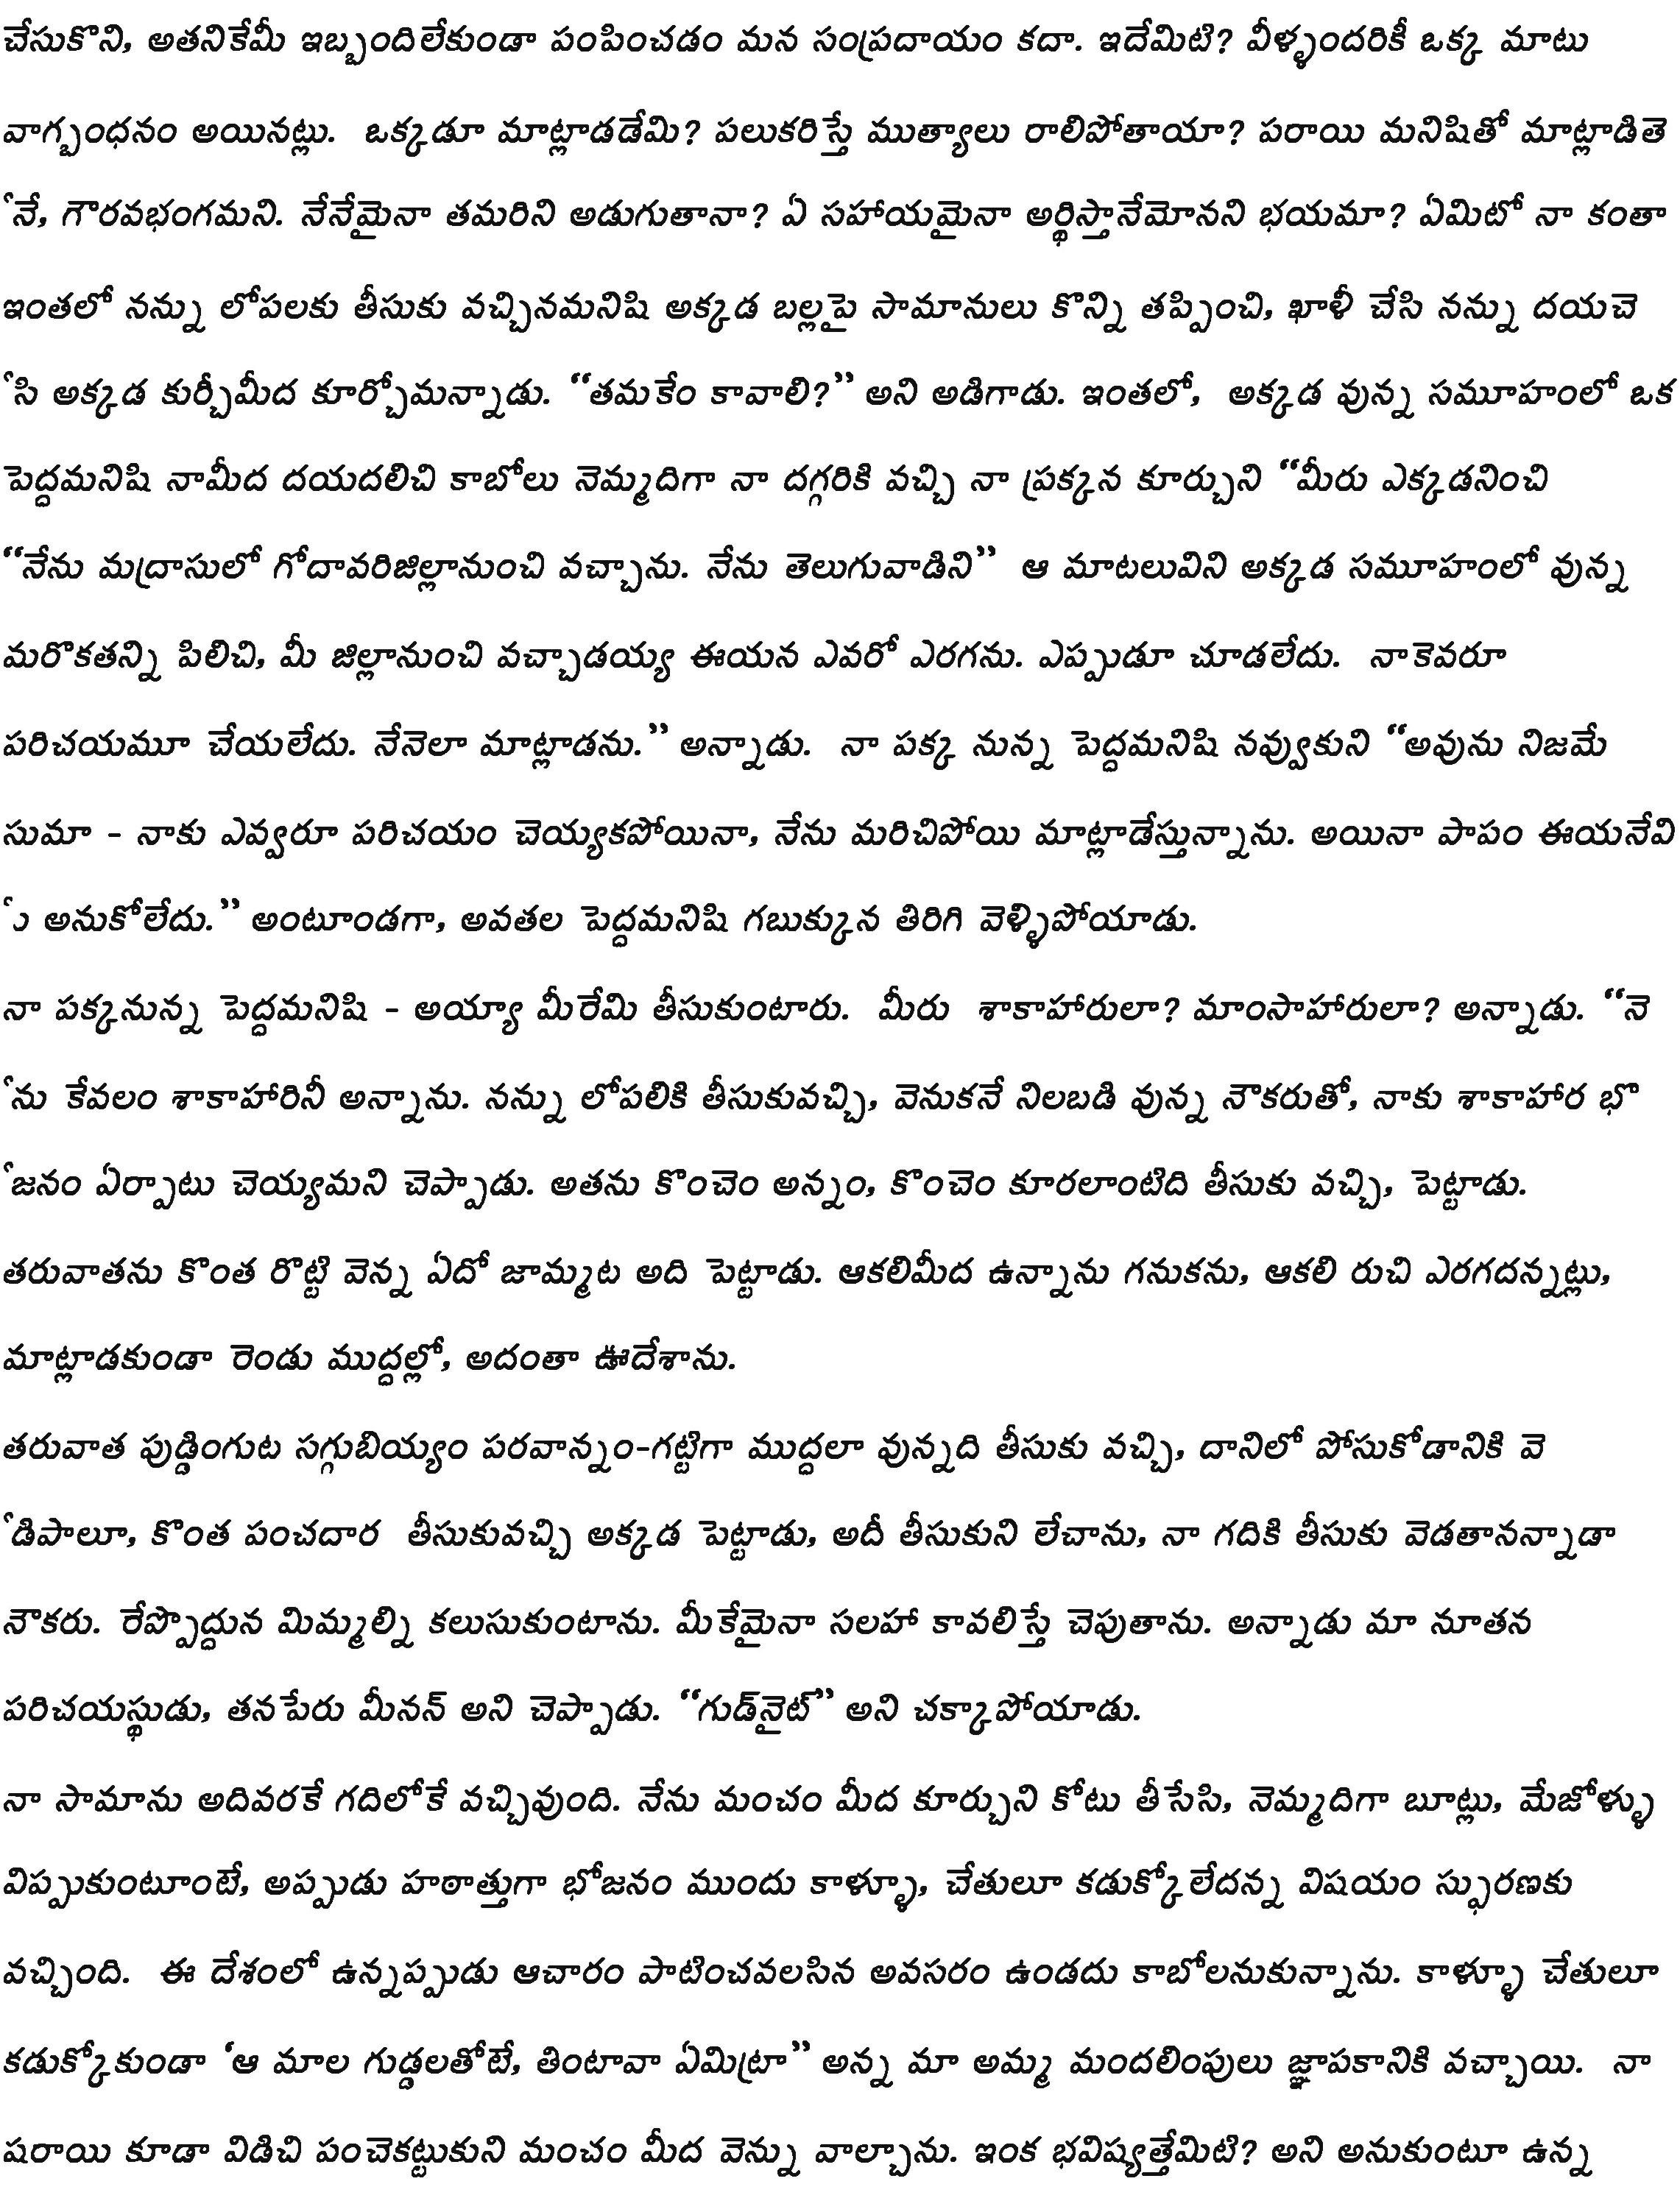 చేసుకొని, అతనికేమీ ఇబ్బందిలేకుండా పంపించడం మన సంప్రదాయం కదా. ఇదేమిటి? వీళ్ళందరికీ ఒక్క మాటు
వాగ్బంధనం అయినట్లు. ఒక్కడూ మాట్లాడడేమి? పలుకరిస్తే ముత్యాలు రాలిపోతాయా? పరాయి మనిషితో మాట్లాడితె
ేనే, గౌరవభంగమని. నేనేమైనా తమరిని అడుగుతానా? ఏ సహాయమైనా అర్థిస్తానేమోనని భయమా? ఏమిటో నా కంతా
ఇంతలో నన్ను లోపలకు తీసుకు వచ్చినమనిషి అక్కడ బల్లపై సామానులు కొన్ని తప్పించి, ఖాళీ చేసి నన్ను దయచె
ేసి అక్కడ కుర్చీమీద కూర్చోమన్నాడు. “తమకేం కావాలి?” అని అడిగాడు. ఇంతలో, అక్కడ వున్న సమూహంలో ఒక
పెద్దమనిషి నామీద దయదలిచి కాబోలు నెమ్మదిగా నా దగ్గరికి వచ్చి నా ప్రక్కన కూర్చుని “మీరు ఎక్కడనించి
“నేను మద్రాసులో గోదావరిజిల్లానుంచి వచ్చాను. నేను తెలుగువాడిని” ఆ మాటలువిని అక్కడ సమూహంలో వున్న
మరొకతన్ని పిలిచి, మీ జిల్లానుంచి వచ్చాడయ్య ఈయన ఎవరో ఎరగను. ఎప్పుడూ చూడలేదు. నాకెవరూ
పరిచయమూ చేయలేదు. నేనెలా మాట్లాడను.” అన్నాడు. నా పక్క నున్న పెద్దమనిషి నవ్వుకుని “అవును నిజమే
సుమా - నాకు ఎవ్వరూ పరిచయం చెయ్యకపోయినా, నేను మరిచిపోయి మాట్లాడేస్తున్నాను. అయినా పాపం ఈయనేవి
ేు అనుకోలేదు.” అంటూండగా, అవతల పెద్దమనిషి గబుక్కున తిరిగి వెళ్ళిపోయాడు.
నా పక్కనున్న పెద్దమనిషి - అయ్యా మీరేమి తీసుకుంటారు. మీరు శాకాహారులా? మాంసాహారులా? అన్నాడు. “నె
ేను కేవలం శాకాహారినీ అన్నాను. నన్ను లోపలికి తీసుకువచ్చి, వెనుకనే నిలబడి వున్న నౌకరుతో, నాకు శాకాహార భొ
ేజనం ఏర్పాటు చెయ్యమని చెప్పాడు. అతను కొంచెం అన్నం, కొంచెం కూరలాంటిది తీసుకు వచ్చి, పెట్టాడు.
తరువాతను కొంత రొట్టి వెన్న ఏదో జామ్మట అది పెట్టాడు. ఆకలిమీద ఉన్నాను గనుకను, ఆకలి రుచి ఎరగదన్నట్లు,
మాట్లాడకుండా రెండు ముద్దల్లో, అదంతా ఊదేశాను.
తరువాత పుడ్డింగుట సగ్గుబియ్యం పరవాన్నం-గట్టిగా ముద్దలా వున్నది తీసుకు వచ్చి, దానిలో పోసుకోడానికి వె
ేడిపాలూ, కొంత పంచదార తీసుకువచ్చి అక్కడ పెట్టాడు, అదీ తీసుకుని లేచాను, నా గదికి తీసుకు వెడతానన్నాడా
నౌకరు. రేప్పొద్దున మిమ్మల్ని కలుసుకుంటాను. మీకేమైనా సలహా కావలిస్తే చెపుతాను. అన్నాడు మా నూతన
పరిచయస్థుడు, తనపేరు మీనన్ అని చెప్పాడు. “గుడ్‌నైట్” అని చక్కాపోయాడు.
నా సామాను అదివరకే గదిలోకే వచ్చివుంది. నేను మంచం మీద కూర్చుని కోటు తీసేసి, నెమ్మదిగా బూట్లు, మేజోళ్ళు
విప్పుకుంటూంటే, అప్పుడు హఠాత్తుగా భోజనం ముందు కాళ్ళూ, చేతులూ కడుక్కోలేదన్న విషయం స్ఫురణకు
వచ్చింది. ఈ దేశంలో ఉన్నప్పుడు ఆచారం పాటించవలసిన అవసరం ఉండదు కాబోలనుకున్నాను. కాళ్ళూ చేతులూ
కడుక్కోకుండా ‘ఆ మాల గుడ్డలతోటే, తింటావా ఏమిట్రా” అన్న మా అమ్మ మందలింపులు జ్ఞాపకానికి వచ్చాయి. నా
షరాయి కూడా విడిచి పంచెకట్టుకుని మంచం మీద వెన్ను వాల్చాను. ఇంక భవిష్యత్తేమిటి? అని అనుకుంటూ ఉన్న